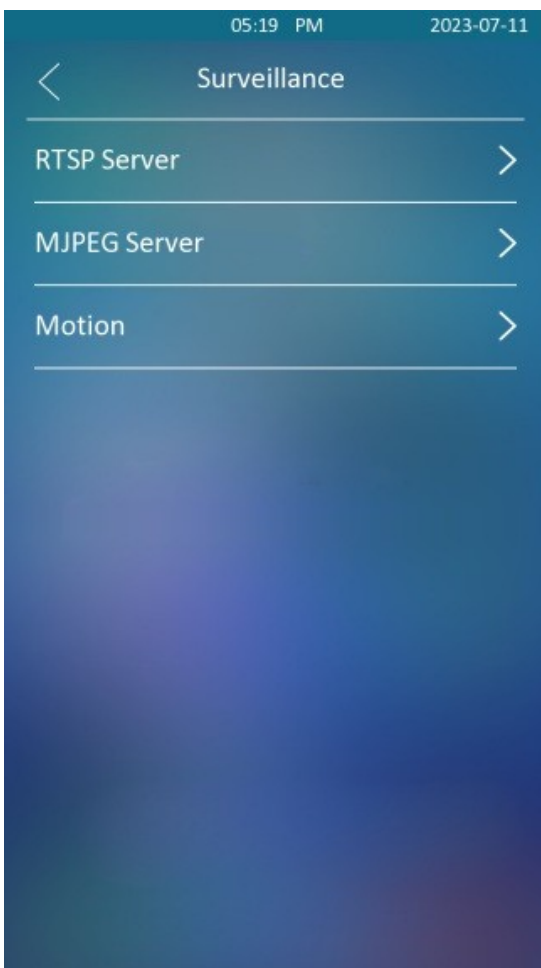 05:19 PM 2023-07-11
Surveillance
RTSP Server
MJPEG Server
Motion